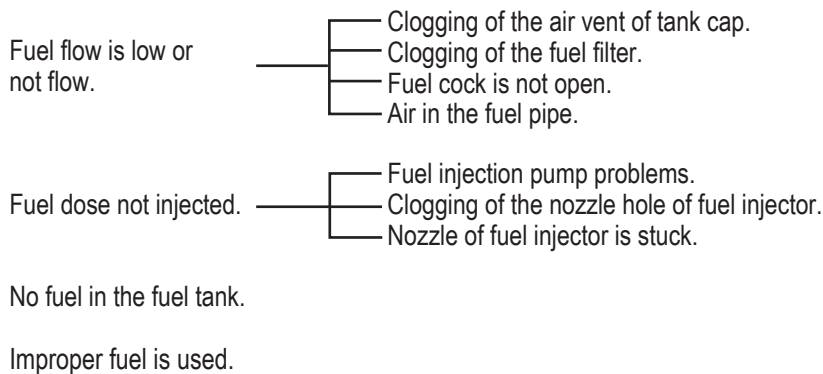 Fuel flow is low or
not flow.
Clogging of the air vent of tank cap.
Clogging of the fuel filter.
Fuel cock is not open.
Air in the fuel pipe.
Fuel dose not injected.
Fuel injection pump problems.
Clogging of the nozzle hole of fuel injector.
Nozzle of fuel injector is stuck.
No fuel in the fuel tank.
Improper fuel is used.